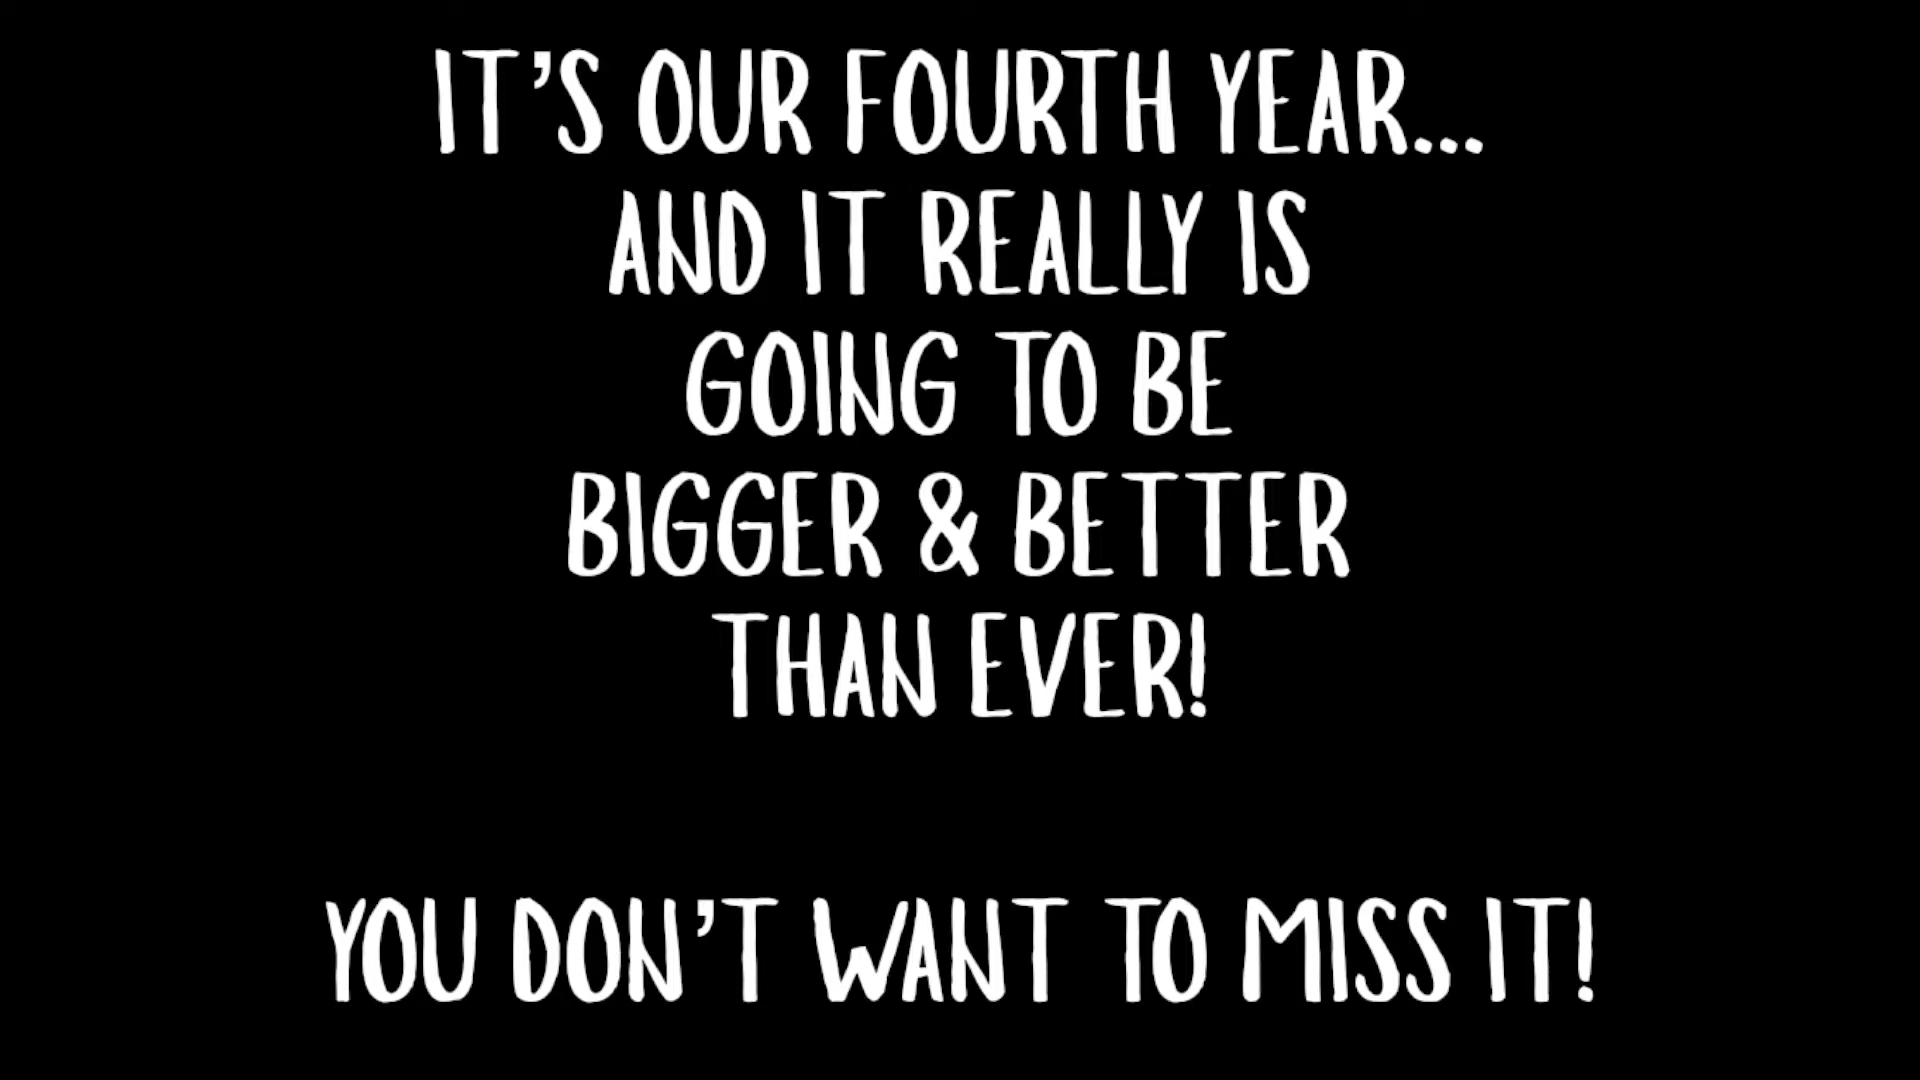 IT'S OUR FOURTH YEAR...
AND IT REALLY IS
GOING TO BE
BIGGER & BETTER
THAN EVER!
YOU DON'T WANT TO MISS IT!